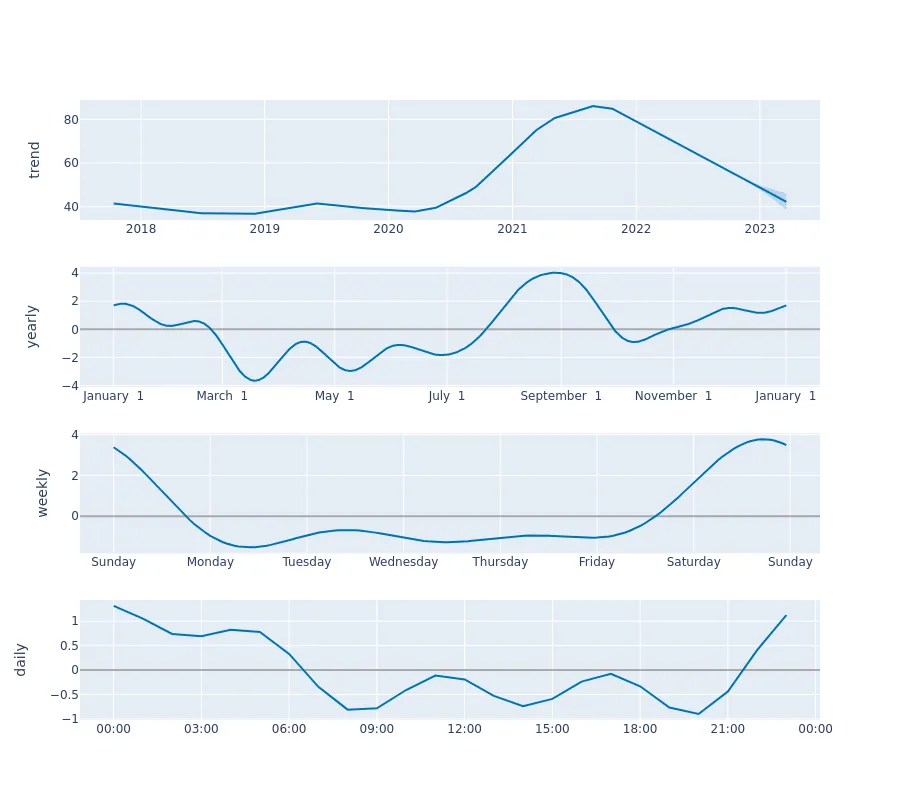 trend
80
60
40
2018 2019 2020 2021 2022 2023
yearly
4
2
0
−2
−4
January 1 March 1 May 1 July 1 September 1 November 1 January 1
weekly
4
2
0
Sunday Monday Tuesday Wednesday Thursday Friday Saturday Sunday
daily
1
0.5
0
−0.5
−1
00:00 03:00 06:00 09:00 12:00 15:00 18:00 21:00 00:00